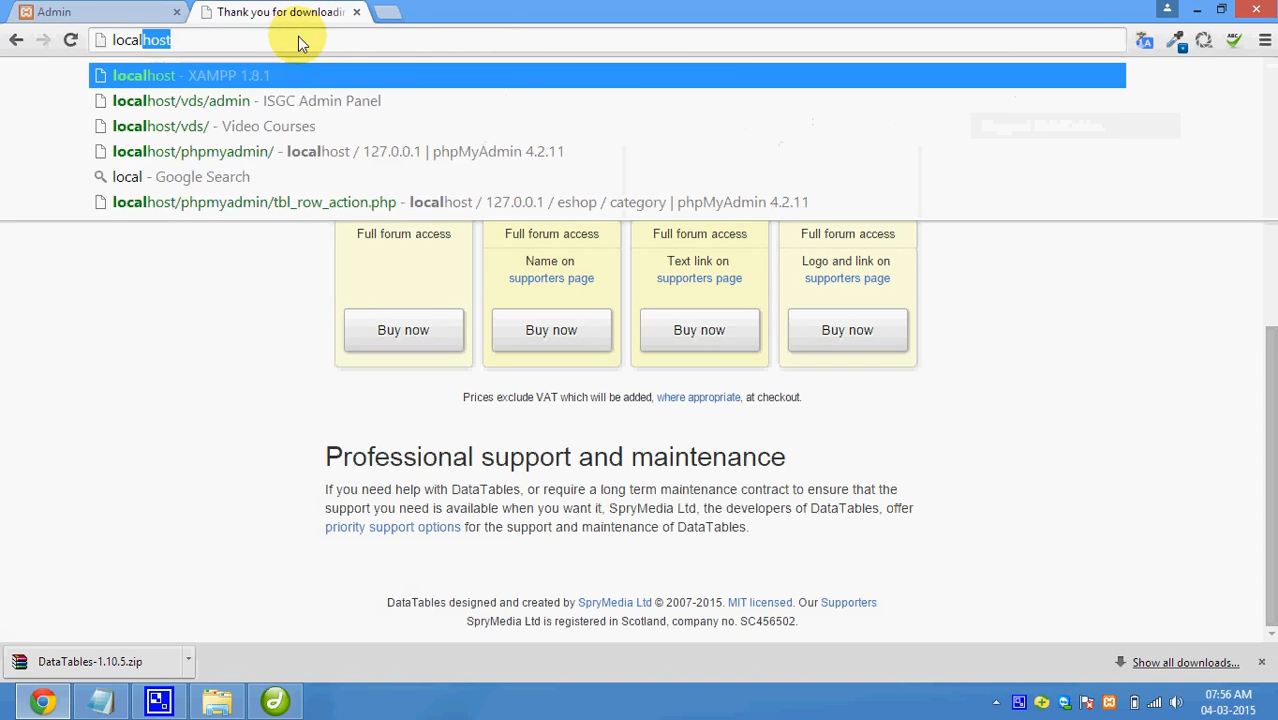 Admin
Thank you for downloadin
localhost
localhost - XAMPP 1.8.1
localhost/vds/admin - ISGC Admin Panel
localhost/vds/ - Video Courses
localhost/phpmyadmin/ - localhost / 127.0.0.1 | phpMyAdmin 4.2.11
local - Google Search
localhost/phpmyadmin/tbl_row_action.php - localhost / 127.0.0.1 / eshop / category | phpMyAdmin 4.2.11
Full forum access Full forum access Full forum access Full forum access
Name on Text link on Logo and link on
supporters page supporters page supporters page
Buy now Buy now Buy now Buy now
Prices exclude VAT which will be added, where appropriate, at checkout.
Professional support and maintenance
If you need help with DataTables, or require a long term maintenance contract to ensure that the
support you need is available when you want it, SpryMedia Ltd, the developers of DataTables, offer
priority support options for the support and maintenance of DataTables.
DataTables designed and created by SpryMedia Ltd © 2007-2015. MIT licensed. Our Supporters
SpryMedia Ltd is registered in Scotland, company no. SC456502.
DataTables-1.10.5.zip
Show all downloads...
07:56 AM
04-03-2015